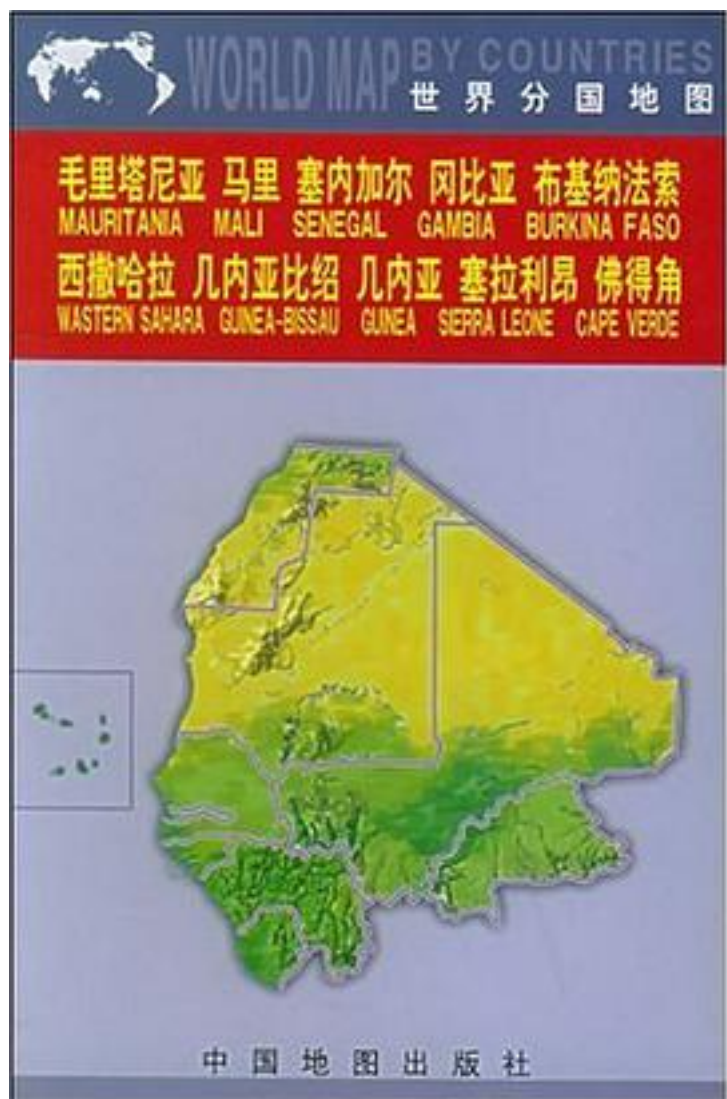 WORLD MAP BY COUNTRIES
世界分国地图
毛里塔尼亚 马里 塞内加尔 冈比亚 布基纳法索
MAURITANIA MALI SENEGAL GAMBIA BURKINA FASO
西撒哈拉 几内亚比绍 几内亚 塞拉利昂 佛得角
WASTERN SAHARA GUINEA-BISSAU GUINEA SIERRA LEONE CAPE VERDE
中国地图出版社